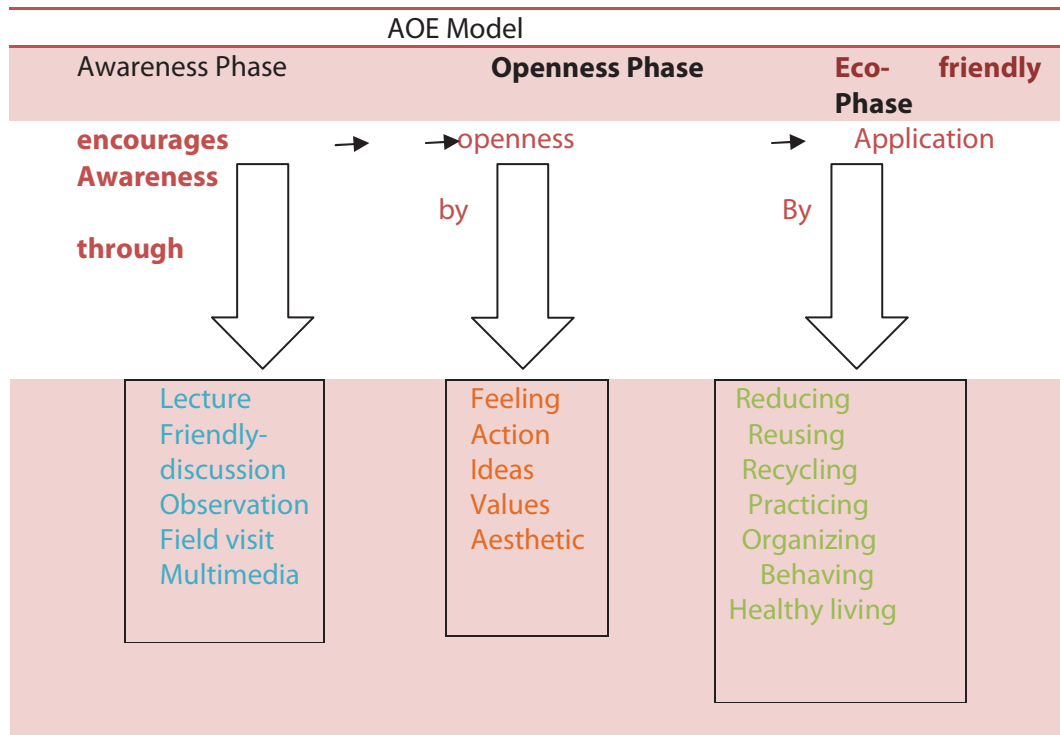 AOE Model
Awareness Phase Openness Phase Eco- friendly
Phase
encourages openness Application
Awareness
by By
through
Lecture
Friendly-
discussion
Observation
Field visit
Multimedia
Feeling
Action
Ideas
Values
Aesthetic
Reducing
Reusing
Recycling
Practicing
Organizing
Behaving
Healthy living